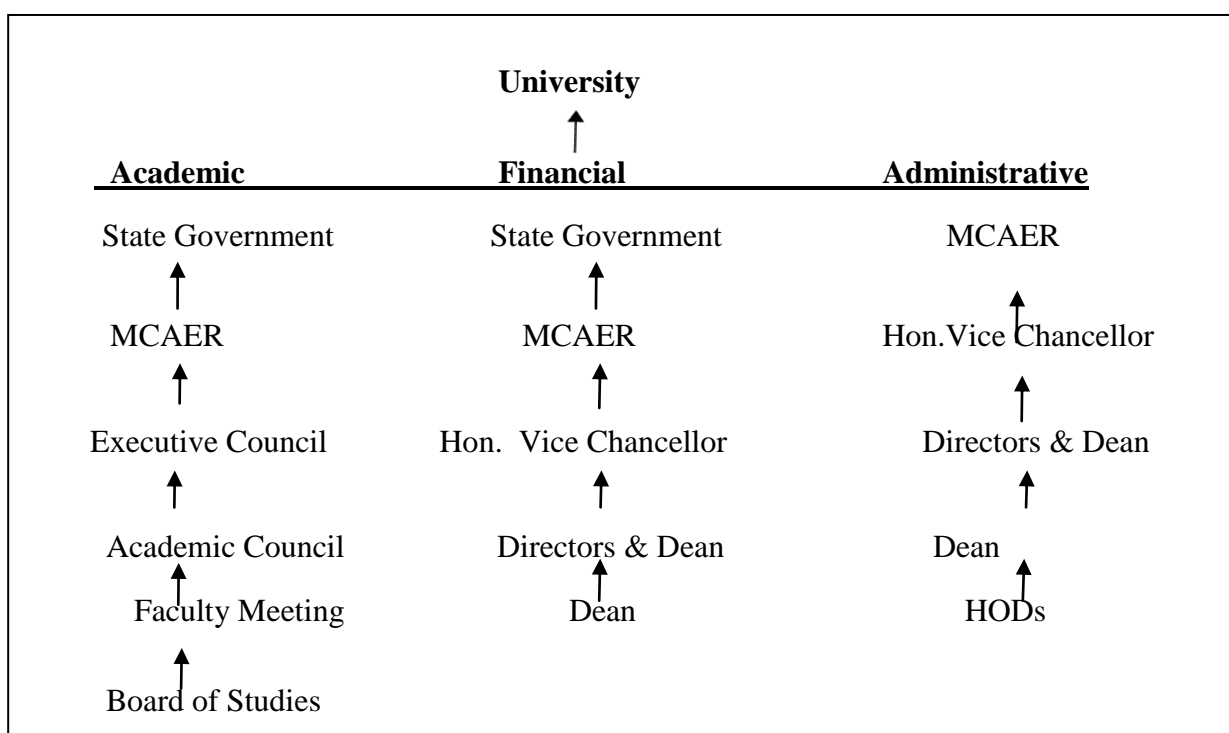 University
Academic Financial Administrative
State Government State Government MCAER
MCAER MCAER Hon.Vice Chancellor
Executive Council Hon. Vice Chancellor Directors & Dean
Academic Council Directors & Dean Dean
Faculty Meeting Dean HODs
Board of Studies